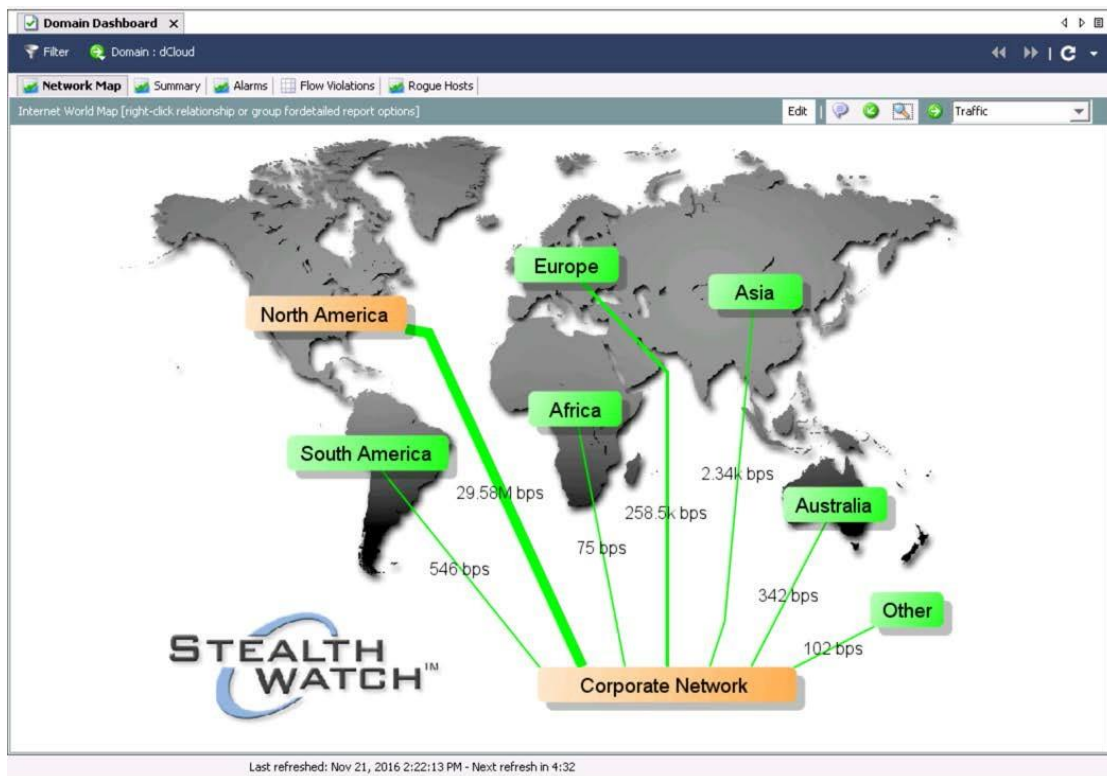 Domain Dashboard X
Filter Domain : dCloud
Network Map Summary Alarms Flow Violations Rogue Hosts
Internet World Map [right-click relationship or group fordetailed report options] Edit Traffic
Europe
Asia
North America
Africa
South America
2.34k bps
29.58M bps
258.5k bps
Australia
75 bps
546 bps
342 bps
Other
STEALTH
WATCH™
102 bps
Corporate Network
Last refreshed: Nov 21, 2016 2:22:13 PM - Next refresh in 4:32